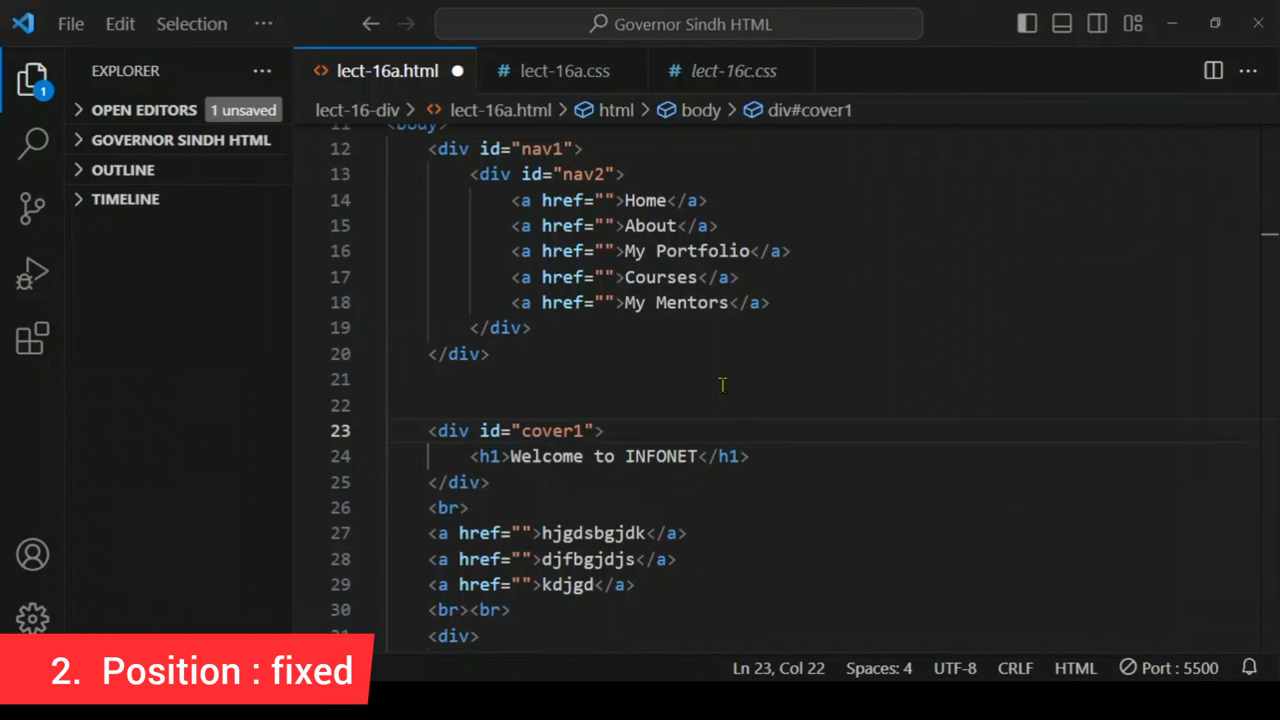 File Edit Selection ··· Governor Sindh HTML
EXPLORER ···
1
OPEN EDITORS 1 unsaved
GOVERNOR SINDH HTML
OUTLINE
TIMELINE
lect-16a.html # lect-16a.css # lect-16c.css ···
lect-16-div > lect-16a.html > html > body > div#cover1
11 <body>
12 <div id="nav1">
13 <div id="nav2">
14 <a href="">Home</a>
15 <a href="">About</a>
16 <a href="">My Portfolio</a>
17 <a href="">Courses</a>
18 <a href="">My Mentors</a>
19 </div>
20 </div>
21
22
23 <div id="cover1">
24 <h1>Welcome to INFONET</h1>
25 </div>
26 <br>
27 <a href="">hjgdsbgjdk</a>
28 <a href="">djfbgjdjs</a>
29 <a href="">kdjgd</a>
30 <br><br>
31 <div>
2. Position : fixed
Ln 23, Col 22 Spaces: 4 UTF-8 CRLF HTML Port : 5500